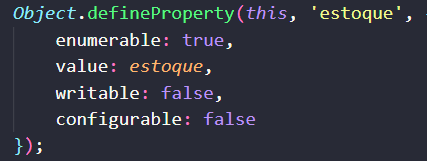 Object.defineProperty(this, 'estoque',
    enumerable: true,
    value: estoque,
    writable: false,
    configurable: false
});